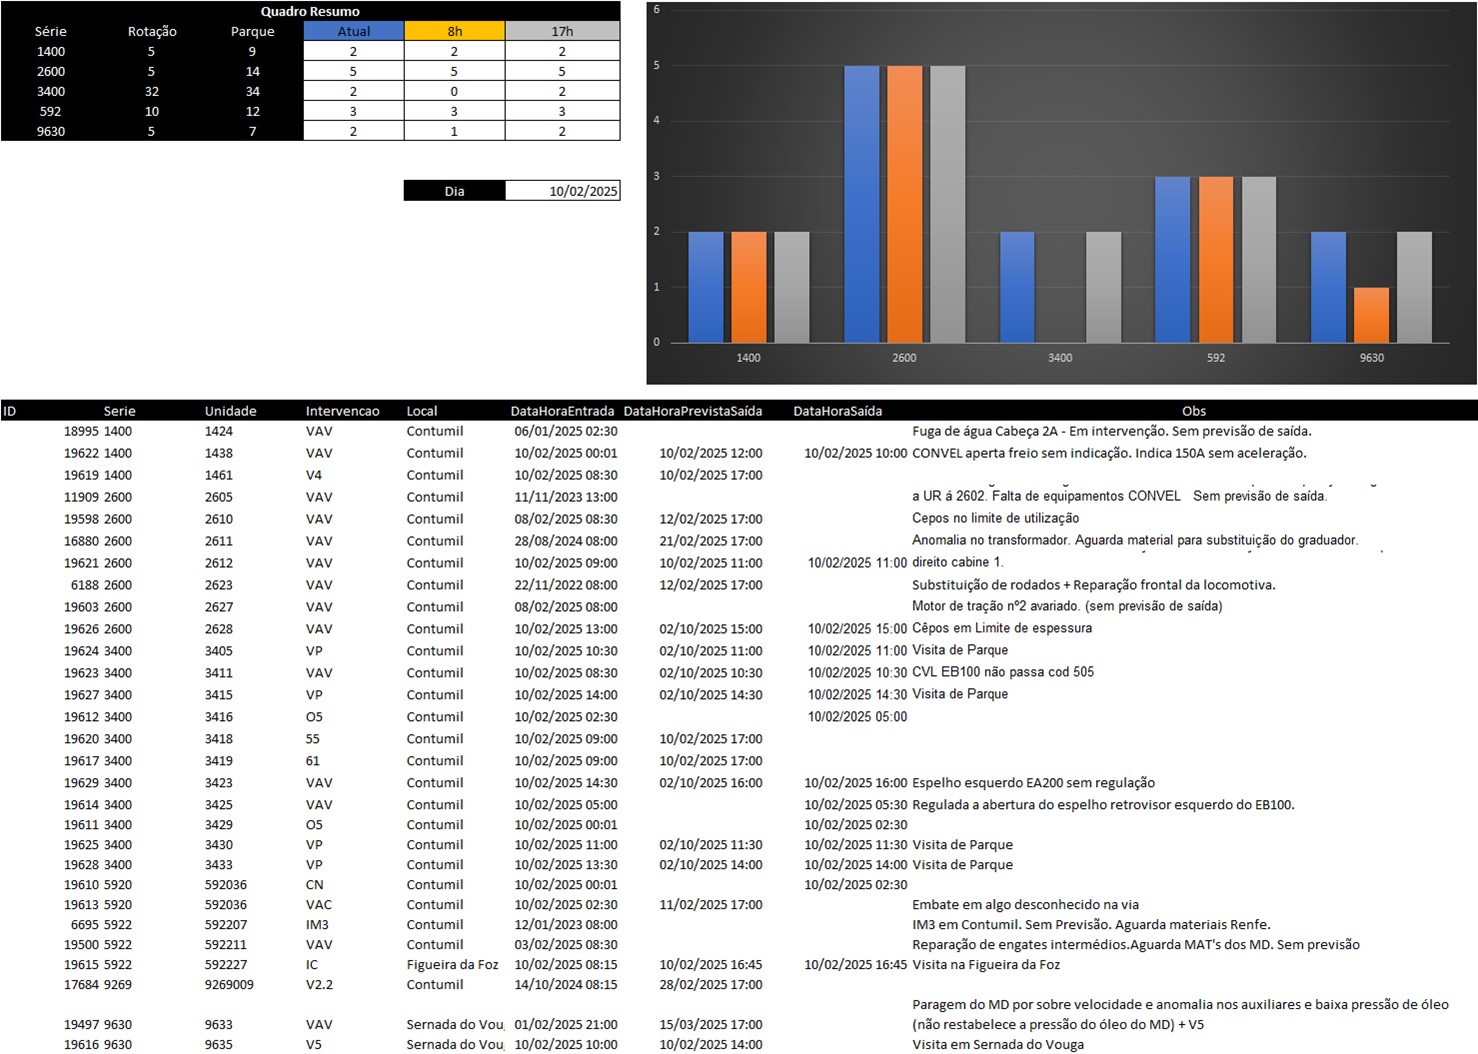 Quadro Resumo
Série Rotação Parque Atual 8h 17h
1400 5 9 2 2 2
2600 5 14 5 5 5
3400 32 34 2 0 2
592 10 12 3 3 3
9630 5 7 2 1 2
Dia 10/02/2025
6
5
4
3
2
1
0
1400 2600 3400 592 9630
ID Serie Unidade Intervencao Local DataHoraEntrada DataHoraPrevistaSaída DataHoraSaída Obs
18995 1400 1424 VAV Contumil 06/01/2025 02:30 Fuga de água Cabeça 2A - Em intervenção. Sem previsão de saída.
19622 1400 1438 VAV Contumil 10/02/2025 00:01 10/02/2025 12:00 10/02/2025 10:00 CONVEL aperta freio sem indicação. Indica 150A sem aceleração.
19619 1400 1461 V4 Contumil 10/02/2025 08:30 10/02/2025 17:00
11909 2600 2605 VAV Contumil 11/11/2023 13:00 a UR á 2602. Falta de equipamentos CONVEL Sem previsão de saída.
19598 2600 2610 VAV Contumil 08/02/2025 08:30 12/02/2025 17:00 Cepos no limite de utilização
16880 2600 2611 VAV Contumil 28/08/2024 08:00 21/02/2025 17:00 Anomalia no transformador. Aguarda material para substituição do graduador.
19621 2600 2612 VAV Contumil 10/02/2025 09:00 10/02/2025 11:00 10/02/2025 11:00 direito cabine 1.
6188 2600 2623 VAV Contumil 22/11/2022 08:00 12/02/2025 17:00 Substituição de rodados + Reparação frontal da locomotiva.
19603 2600 2627 VAV Contumil 08/02/2025 08:00 Motor de tração nº2 avariado. (sem previsão de saída)
19626 2600 2628 VAV Contumil 10/02/2025 13:00 02/10/2025 15:00 10/02/2025 15:00 Cêpos em Limite de espessura
19624 3400 3405 VP Contumil 10/02/2025 10:30 02/10/2025 11:00 10/02/2025 11:00 Visita de Parque
19623 3400 3411 VAV Contumil 10/02/2025 08:30 02/10/2025 10:30 10/02/2025 10:30 CVL EB100 não passa cod 505
19627 3400 3415 VP Contumil 10/02/2025 14:00 02/10/2025 14:30 10/02/2025 14:30 Visita de Parque
19612 3400 3416 O5 Contumil 10/02/2025 02:30 10/02/2025 05:00
19620 3400 3418 55 Contumil 10/02/2025 09:00 10/02/2025 17:00
19617 3400 3419 61 Contumil 10/02/2025 09:00 10/02/2025 17:00
19629 3400 3423 VAV Contumil 10/02/2025 14:30 02/10/2025 16:00 10/02/2025 16:00 Espelho esquerdo EA200 sem regulação
19614 3400 3425 VAV Contumil 10/02/2025 05:00 10/02/2025 05:30 Regulada a abertura do espelho retrovisor esquerdo do EB100.
19611 3400 3429 O5 Contumil 10/02/2025 00:01 10/02/2025 02:30
19625 3400 3430 VP Contumil 10/02/2025 11:00 02/10/2025 11:30 10/02/2025 11:30 Visita de Parque
19628 3400 3433 VP Contumil 10/02/2025 13:30 02/10/2025 14:00 10/02/2025 14:00 Visita de Parque
19610 5920 592036 CN Contumil 10/02/2025 00:01 10/02/2025 02:30
19613 5920 592036 VAC Contumil 10/02/2025 02:30 11/02/2025 17:00 Embate em algo desconhecido na via
6695 5922 592207 IM3 Contumil 12/01/2023 08:00 IM3 em Contumil. Sem Previsão. Aguarda materiais Renfe.
19500 5922 592211 VAV Contumil 03/02/2025 08:30 Reparação de engates intermédios.Aguarda MAT's dos MD. Sem previsão
19615 5922 592227 IC Figueira da Foz 10/02/2025 08:15 10/02/2025 16:45 10/02/2025 16:45 Visita na Figueira da Foz
17684 9269 9269009 V2.2 Contumil 14/10/2024 08:15 28/02/2025 17:00
Paragem do MD por sobre velocidade e anomalia nos auxiliares e baixa pressão de óleo
19497 9630 9633 VAV Sernada do Vou 01/02/2025 21:00 15/03/2025 17:00 (não restabelece a pressão do óleo do MD) + V5
19616 9630 9635 V5 Sernada do Vou 10/02/2025 10:00 10/02/2025 14:00 Visita em Sernada do Vouga